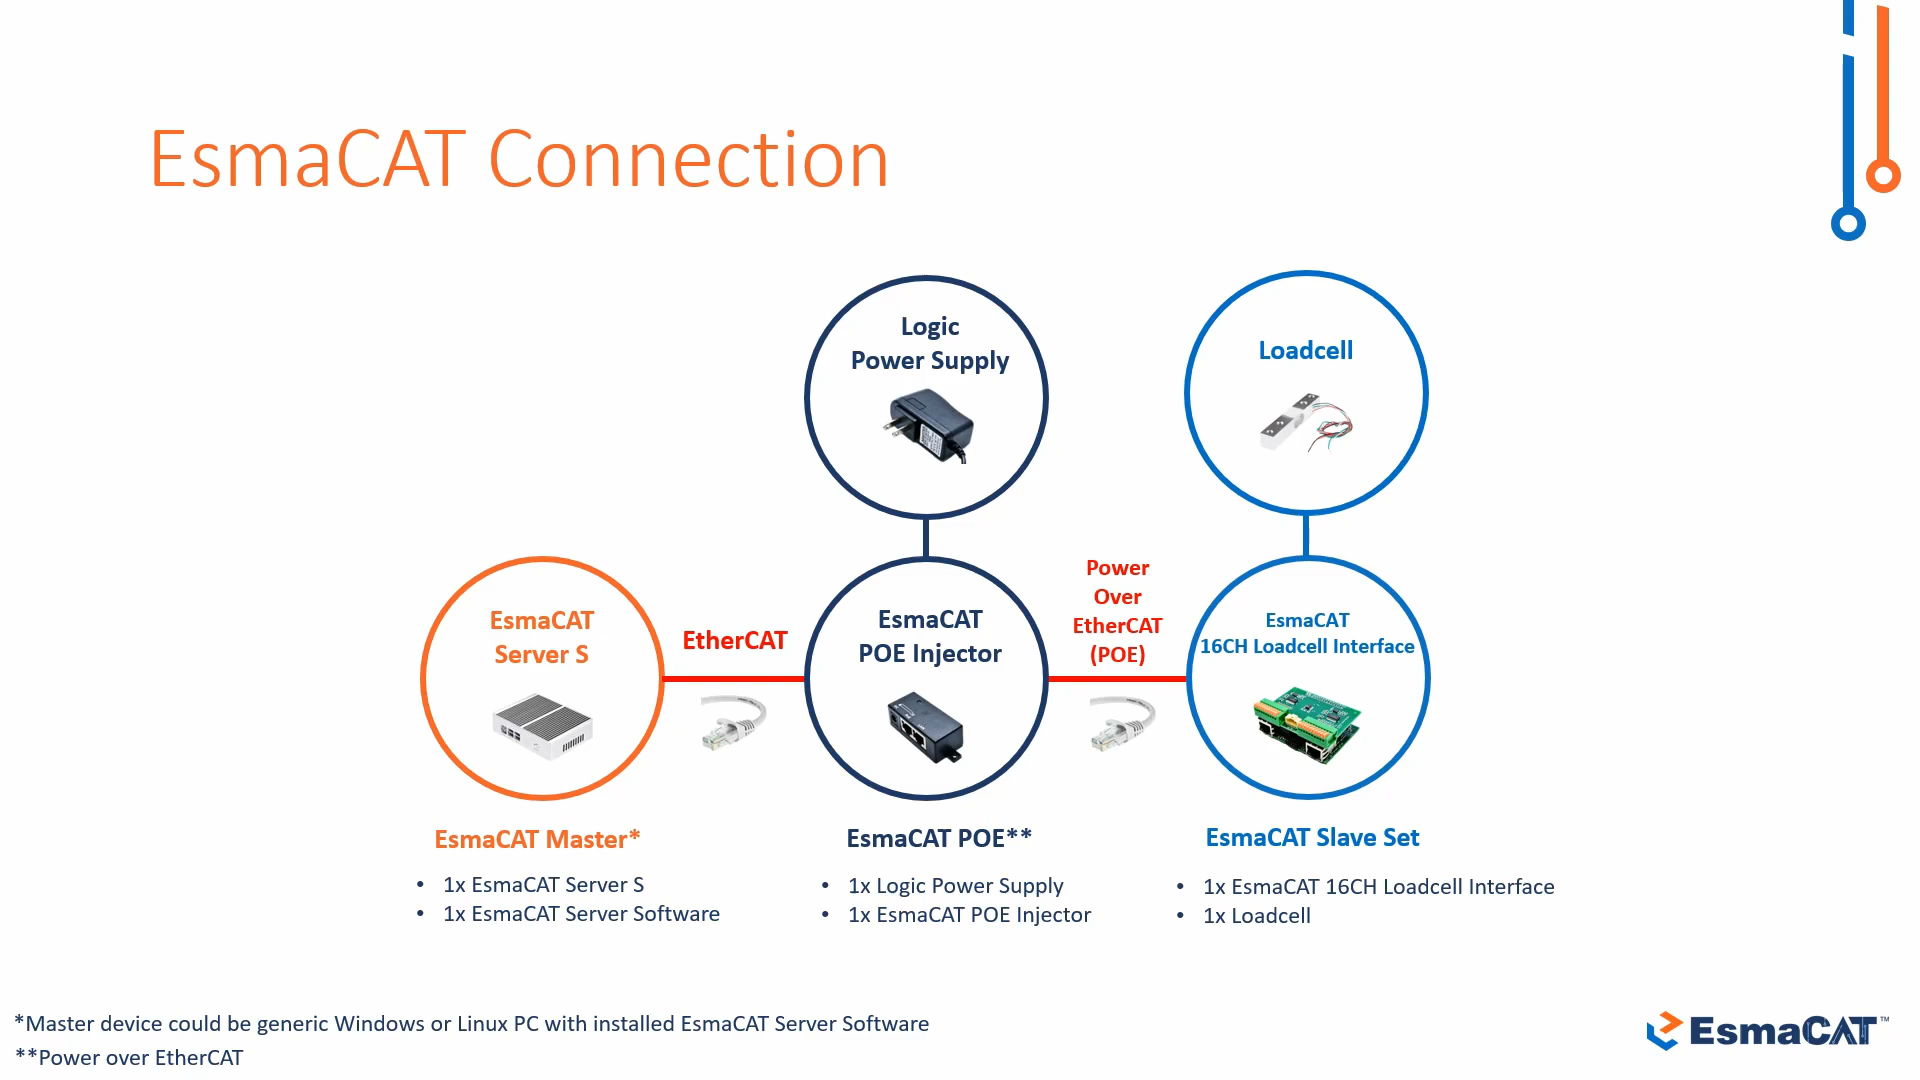 EsmaCAT Connection
Logic
Power Supply
Loadcell
EsmaCAT
Server S
EtherCAT
EsmaCAT
POE Injector
Power
Over
EtherCAT
(POE)
EsmaCAT
16CH Loadcell Interface
EsmaCAT Master*
• 1x EsmaCAT Server S
• 1x EsmaCAT Server Software
EsmaCAT POE**
• 1x Logic Power Supply
• 1x EsmaCAT POE Injector
EsmaCAT Slave Set
• 1x EsmaCAT 16CH Loadcell Interface
• 1x Loadcell
*Master device could be generic Windows or Linux PC with installed EsmaCAT Server Software
**Power over EtherCAT
EsmaCAT™